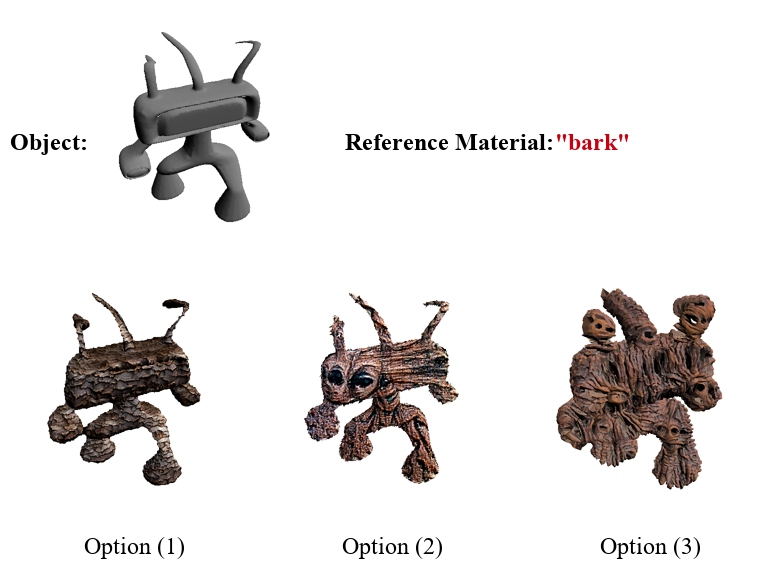 Object:
Reference Material:"bark"
Option (1)
Option (2)
Option (3)